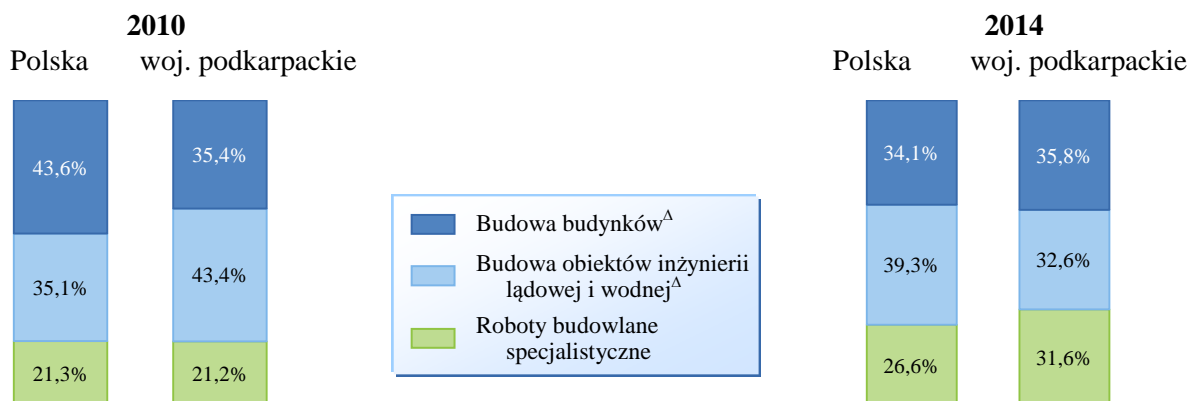 2010
Polska woj. podkarpackie
43,6% 35,4%
35,1% 43,4%
21,3% 21,2%
Budowa budynków^Δ
Budowa obiektów inżynierii
lądowej i wodnej^Δ
Roboty budowlane
specjalistyczne
2014
Polska woj. podkarpackie
34,1% 35,8%
39,3% 32,6%
26,6% 31,6%